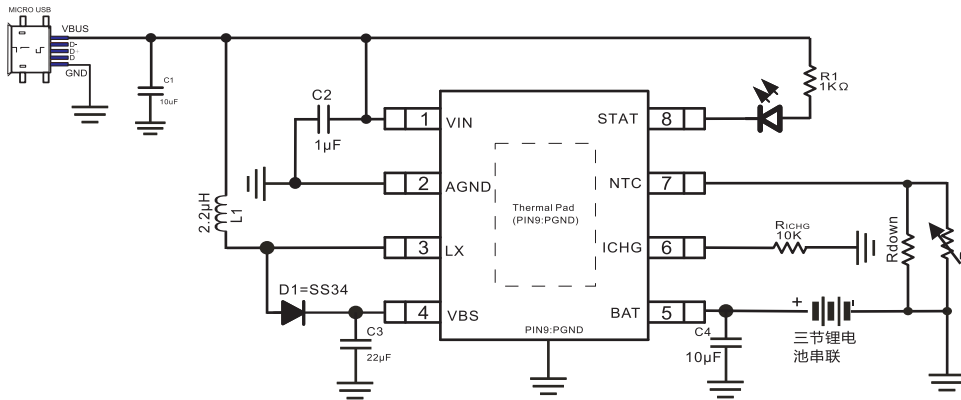 MICRO USB
VBUS
D-
D+
D
GND
C1
10uF
C2
1μF
2.2μH
L1
D1=SS34
C3
22μF
1
2
3
4
VIN
AGND
LX
VBS
Thermal Pad
(PIN9:PGND)
PIN9:PGND
STAT
NTC
ICHG
BAT
8
7
6
5
R1
1KΩ
RICHG
10K
Rdown
C4
10μF
+
三节锂电
池串联